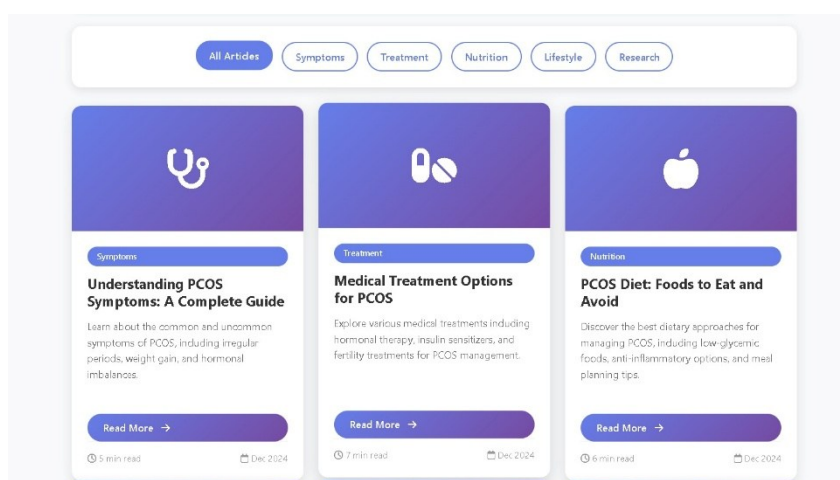 All Articles
Symptoms
Treatment
Nutrition
Lifestyle
Research
Symptoms
Understanding PCOS
Symptoms: A Complete Guide
Learn about the common and uncommon
symptoms of PCOS, including irregular
periods, weight gain, and hormonal
imbalances.
Read More →
5 min read
Dec 2024
Treatment
Medical Treatment Options
for PCOS
Explore various medical treatments including
hormonal therapy, insulin sensitizers, and
fertility treatments for PCOS management.
Read More →
7 min read
Dec 2024
Nutrition
PCOS Diet: Foods to Eat and
Avoid
Discover the best dietary approaches for
managing PCOS, including low-glycemic
foods, anti-inflammatory options, and meal
planning tips.
Read More →
6 min read
Dec 2024